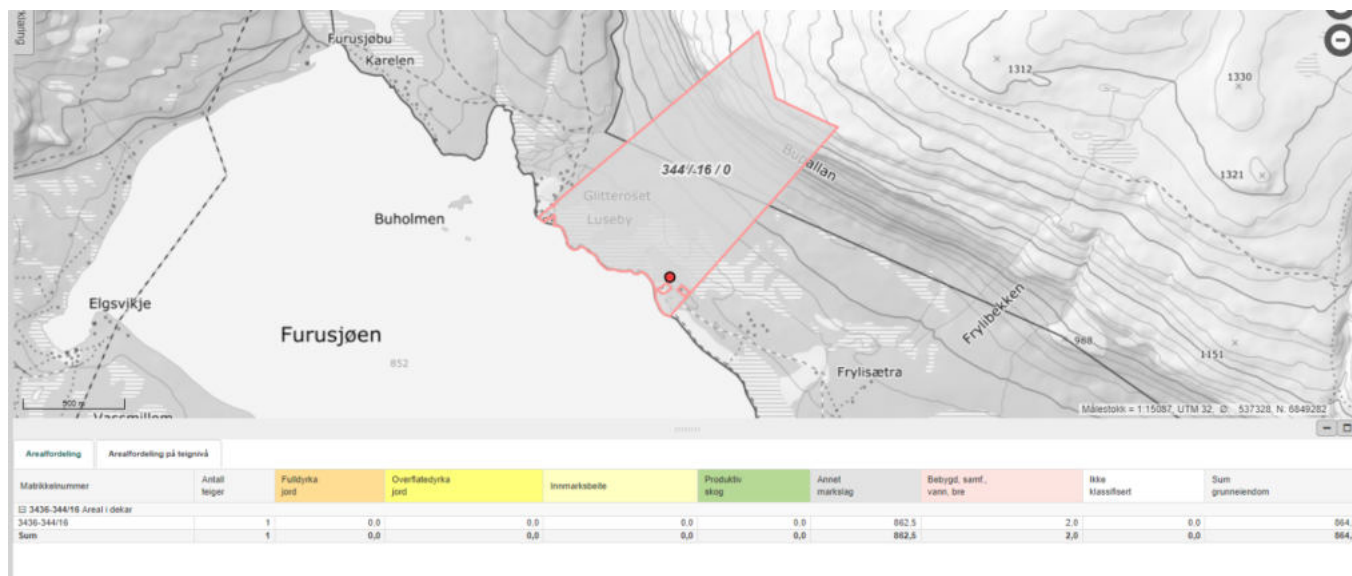 klaring
Furusjøbu
Karelen
1312
1330
1321
344/16 / 0
Glitteroset
Luseby
Buholmen
Elgsvikje
Furusjøen
852
Frylibekken
988
1151
Frylisætra
500 m
Vassmillom
Målestokk = 1:15087, UTM 32, Ø: 537328, N: 6849282
Arealfordeling Arealfordeling på teignivå
Matrikkelnummer Antall teiger Fulldyrka jord Overflatedyrka jord Innmarksbeite Produktiv skog Annet markslag Bebygd, samf., vann, bre Ikke klassifisert Sum grunneiendom
3436-344/16 Areal i dekar
3436-344/16 1 0,0 0,0 0,0 0,0 862,5 2,0 0,0 864,
Sum 1 0,0 0,0 0,0 0,0 862,5 2,0 0,0 864,